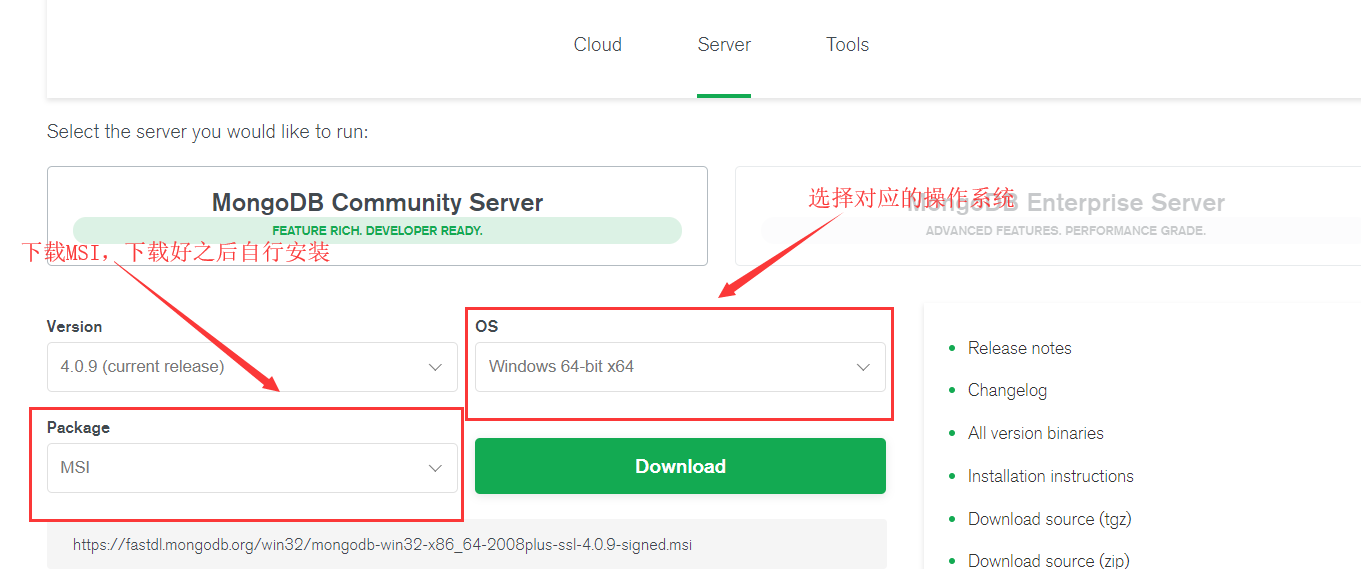 Cloud
Server
Tools
Select the server you would like to run:
MongoDB Community Server
FEATURE RICH. DEVELOPER READY.
选择对应的操作系统
MongoDB Enterprise Server
ADVANCED FEATURES. PERFORMANCE GRADE.
下载MSI，下载好之后自行安装
Version
4.0.9 (current release)
OS
Windows 64-bit x64
Package
MSI
Download
https://fastdl.mongodb.org/win32/mongodb-win32-x86_64-2008plus-ssl-4.0.9-signed.msi
Release notes
Changelog
All version binaries
Installation instructions
Download source (tgz)
Download source (zip)